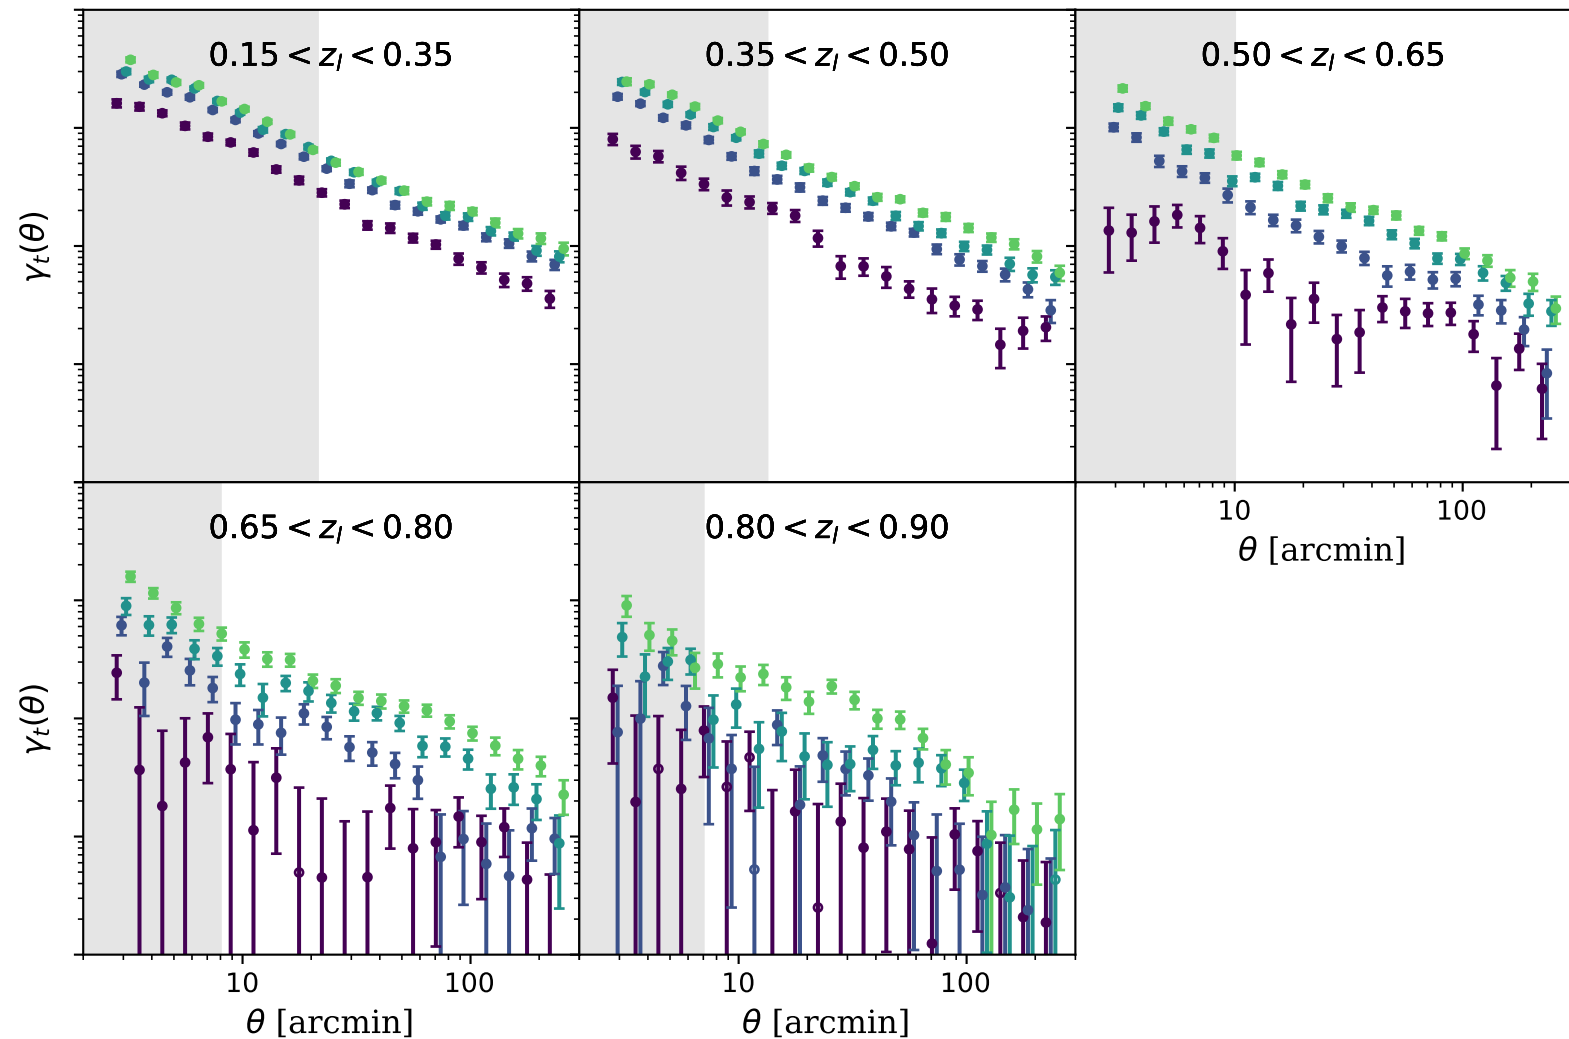 0.15 < z_l < 0.35
0.35 < z_l < 0.50
0.50 < z_l < 0.65
γ_t(θ)
10 100
θ [arcmin]
0.65 < z_l < 0.80
0.80 < z_l < 0.90
γ_t(θ)
10 100
10 100
θ [arcmin]
θ [arcmin]